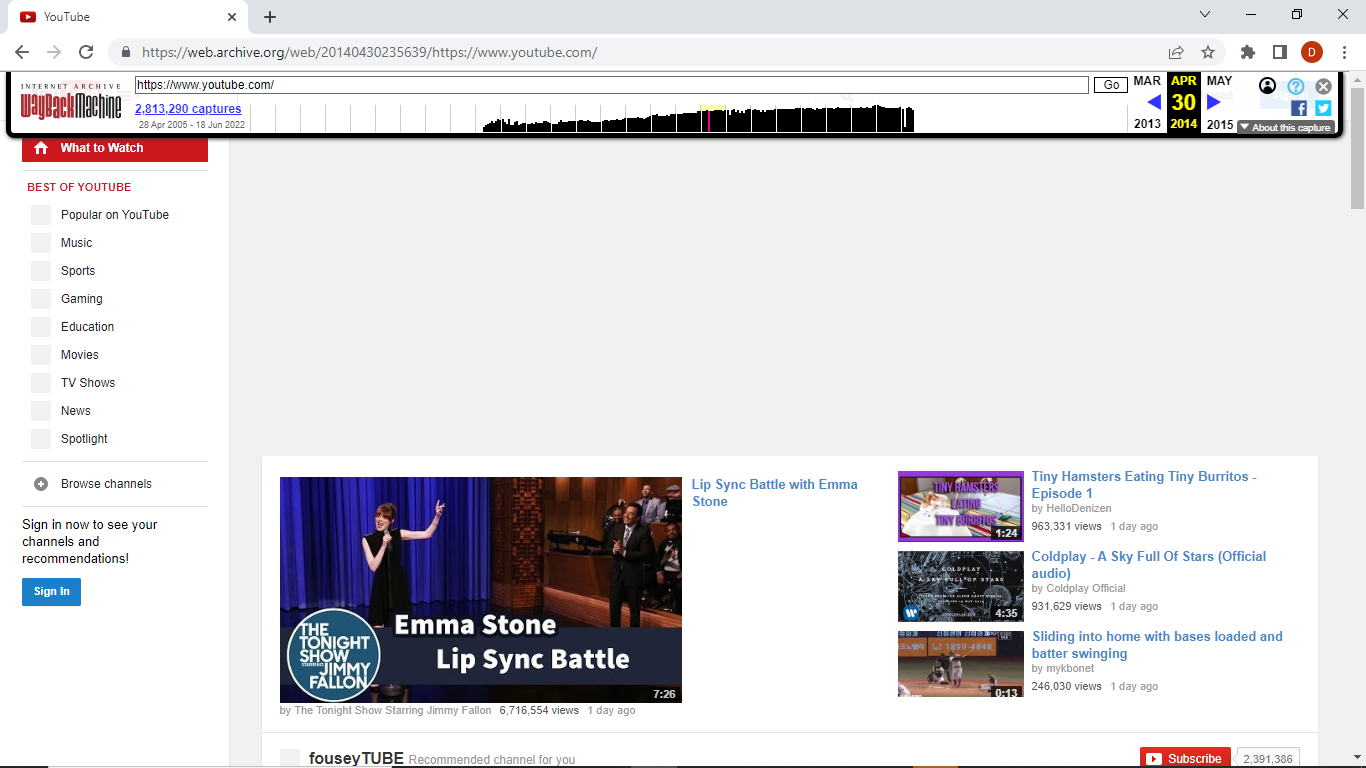 YouTube
https://web.archive.org/web/20140430235639/https://www.youtube.com/
D
INTERNET ARCHIVE
WayBackMachine
https://www.youtube.com/
Go
2,813,290 captures
28 Apr 2005 - 18 Jun 2022
MAR
APR
MAY
30
2013
2014
2015
About this capture
What to Watch
BEST OF YOUTUBE
Popular on YouTube
Music
Sports
Gaming
Education
Movies
TV Shows
News
Spotlight
Browse channels
Sign in now to see your
channels and
recommendations!
Sign In
THE
TONIGHT
SHOW
STARRING
JIMMY
FALLON
Emma Stone
Lip Sync Battle
7:26
by The Tonight Show Starring Jimmy Fallon 6,716,554 views 1 day ago
Lip Sync Battle with Emma
Stone
TINY HAMSTERS
EATING
TINY BURRITOS
1:24
Tiny Hamsters Eating Tiny Burritos -
Episode 1
by HelloDenizen
963,331 views 1 day ago
COLDPLAY
A SKY FULL OF STARS
4:35
Coldplay - A Sky Full Of Stars (Official
audio)
by Coldplay Official
931,629 views 1 day ago
1899-4848
0:13
Sliding into home with bases loaded and
batter swinging
by mykbonet
246,030 views 1 day ago
fouseyTUBE Recommended channel for you
Subscribe
2,391,386